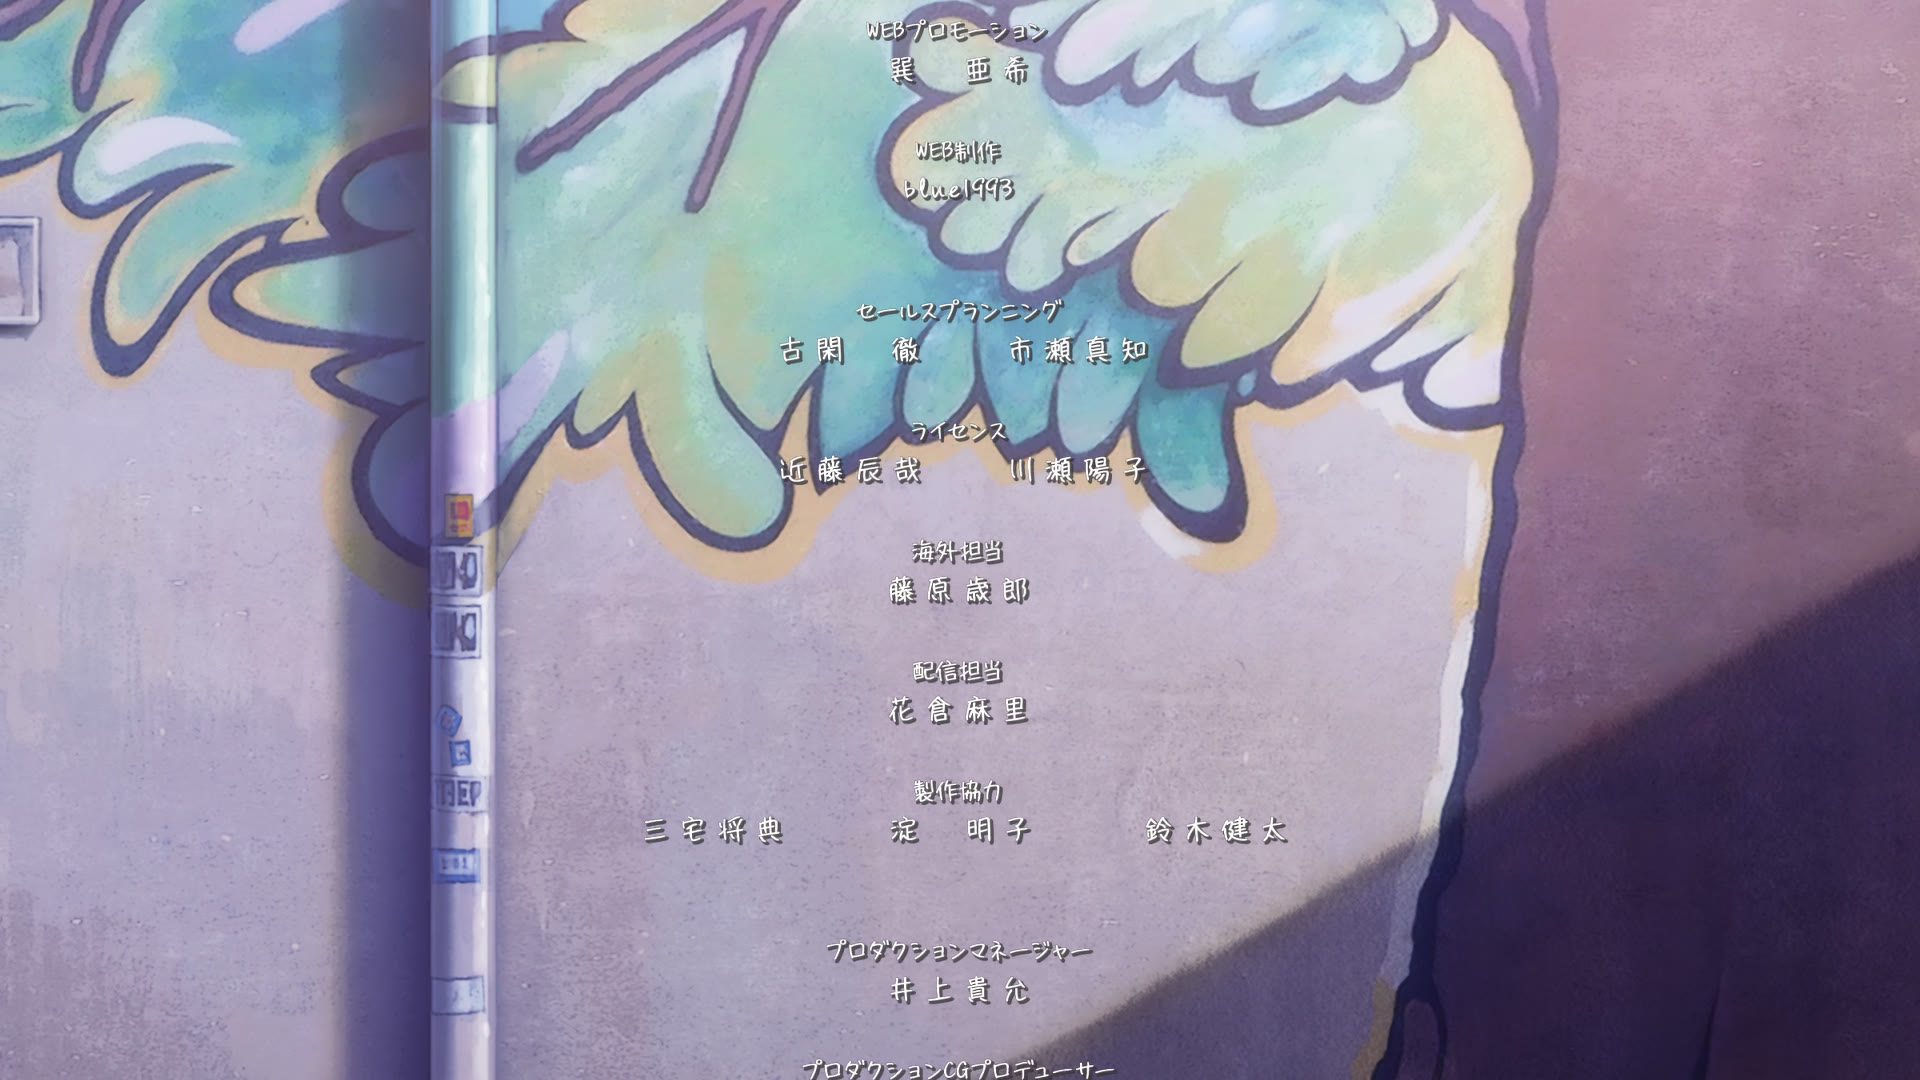 WEBプロモーション
巽　亜希
WEB制作
blue1993
セールスプランニング
古閑　徹　　市瀬真知
ライセンス
近藤辰哉　　川瀬陽子
海外担当
藤原歳郎
配信担当
花倉麻里
製作協力
三宅将典　　淀　明子　　鈴木健太
プロダクションマネージャー
井上貴允
プロダクションCGプロデューサー